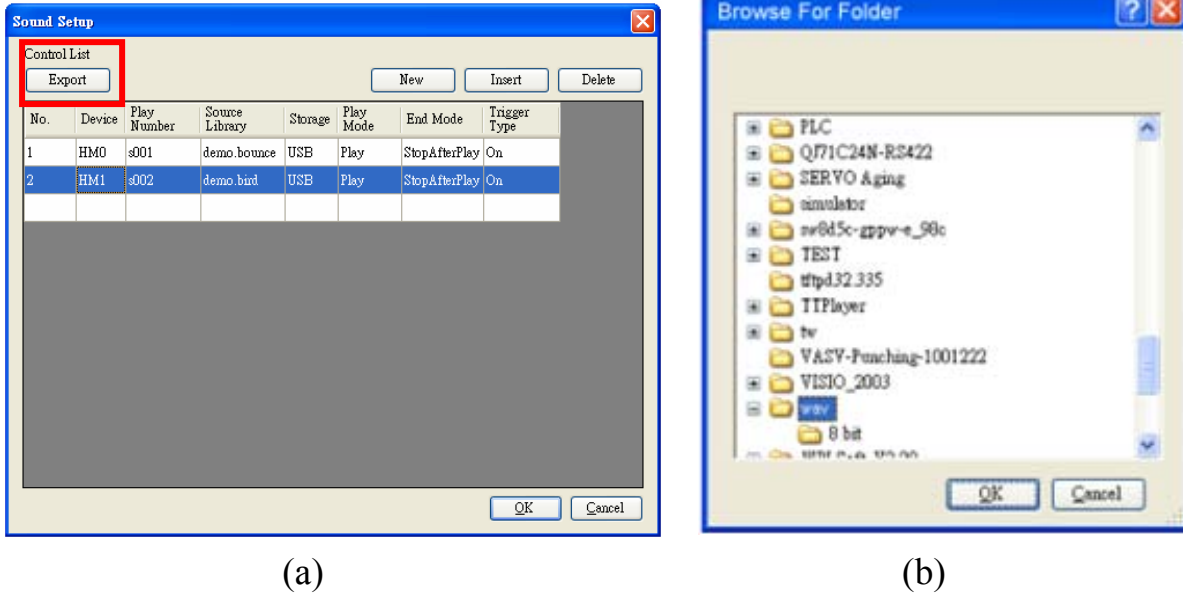 Sound Setup
Control List
Export New Insert Delete
No. Device Play Number Source Library Storage Play Mode End Mode Trigger Type
1 HM0 s001 demo.bounce USB Play StopAfterPlay On
2 HM1 s002 demo.bird USB Play StopAfterPlay On
OK Cancel
(a)
Browse For Folder
PLC
QJ71C24N-RS422
SERVO Aging
simulator
sw8d5c-gppw-e_98c
TEST
tftpd32.335
TTPlayer
tw
VASY-Punching-1001222
VISIO_2003
wav
8 bit
OK Cancel
(b)